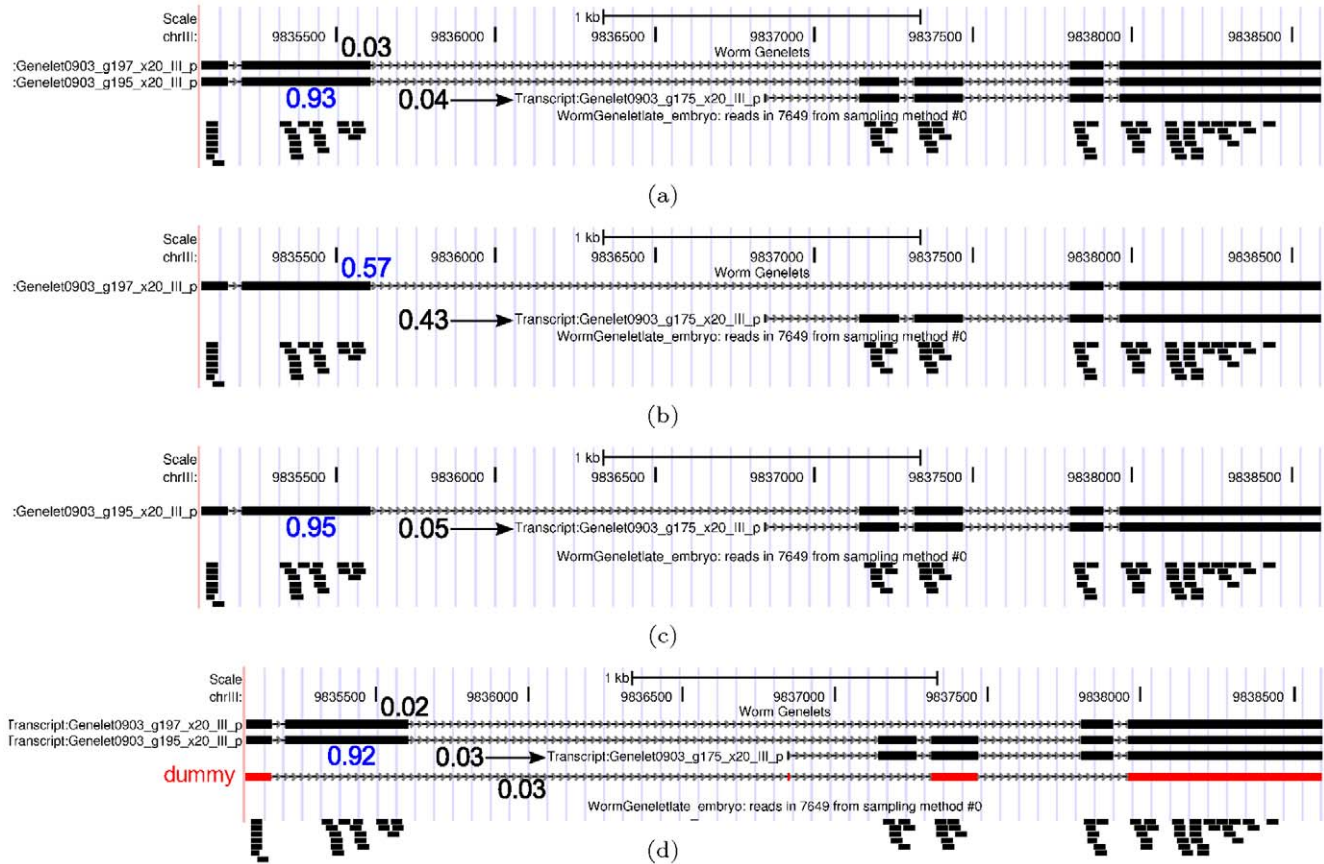 Scale 1 kb
chrIII: 9835500 9836000 9836500 9837000 9837500 9838000 9838500
0.03 Worm Genelets
:Genelet0903_g197_x20_III_p
:Genelet0903_g195_x20_III_p
0.93 0.04 Transcript:Genelet0903_g175_x20_III_p
WormGeneletlate_embryo: reads in 7649 from sampling method #0
(a)
Scale 1 kb
chrIII: 9835500 9836000 9836500 9837000 9837500 9838000 9838500
0.57 Worm Genelets
:Genelet0903_g197_x20_III_p
0.43 Transcript:Genelet0903_g175_x20_III_p
WormGeneletlate_embryo: reads in 7649 from sampling method #0
(b)
Scale 1 kb
chrIII: 9835500 9836000 9836500 9837000 9837500 9838000 9838500
Worm Genelets
:Genelet0903_g195_x20_III_p
0.95 0.05 Transcript:Genelet0903_g175_x20_III_p
WormGeneletlate_embryo: reads in 7649 from sampling method #0
(c)
Scale 1 kb
chrIII: 9835500 9836000 9836500 9837000 9837500 9838000 9838500
0.02 Worm Genelets
Transcript:Genelet0903_g197_x20_III_p
Transcript:Genelet0903_g195_x20_III_p
0.92 0.03 Transcript:Genelet0903_g175_x20_III_p
dummy
0.03
WormGeneletlate_embryo: reads in 7649 from sampling method #0
(d)